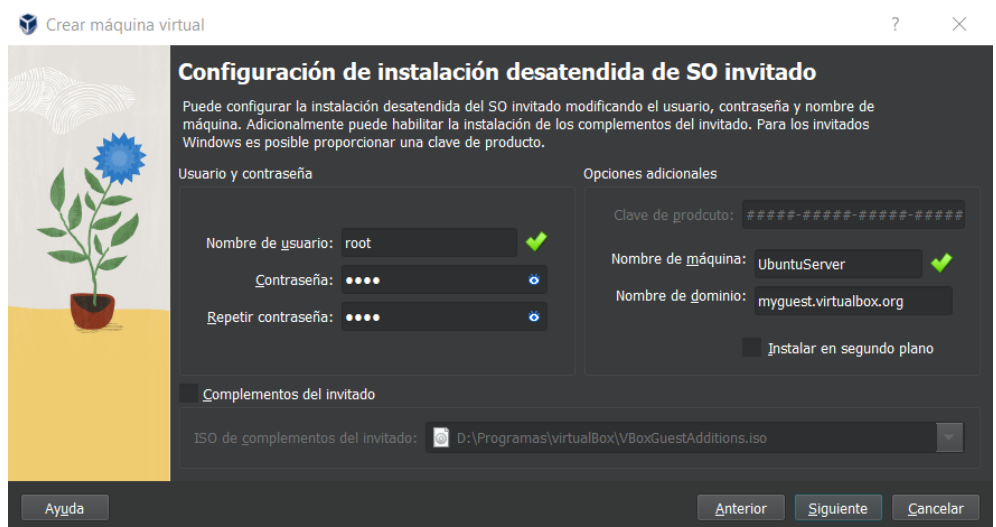 Crear máquina virtual
?
Configuración de instalación desatendida de SO invitado
Puede configurar la instalación desatendida del SO invitado modificando el usuario, contraseña y nombre de
máquina. Adicionalmente puede habilitar la instalación de los complementos del invitado. Para los invitados
Windows es posible proporcionar una clave de producto.
Usuario y contraseña
Nombre de usuario: root
Contraseña: ●●●●
Repetir contraseña: ●●●●
Opciones adicionales
Clave de prodcuto: #####-#####-#####-#####
Nombre de máquina: UbuntuServer
Nombre de dominio: myguest.virtualbox.org
Instalar en segundo plano
Complementos del invitado
ISO de complementos del invitado: D:\Programas\virtualBox\VBoxGuestAdditions.iso
Ayuda Anterior Siguiente Cancelar